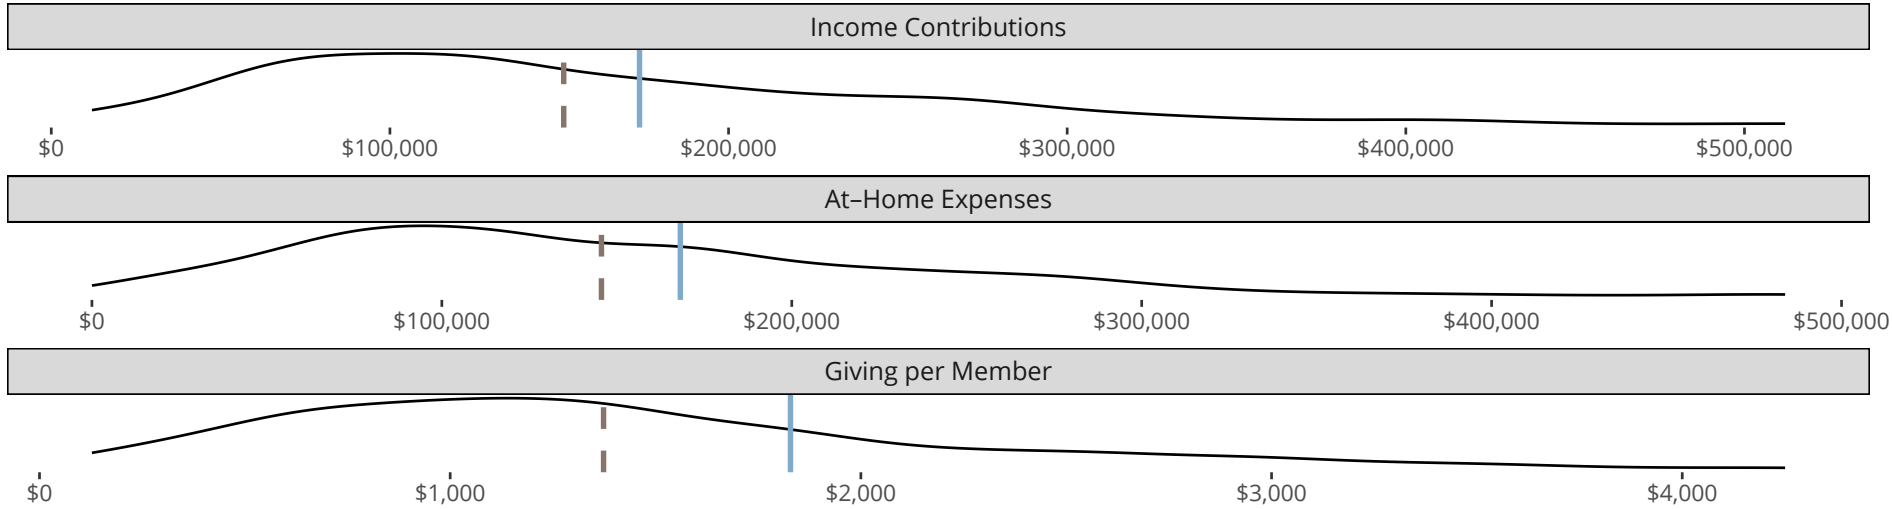 Income Contributions
$0 $100,000 $200,000 $300,000 $400,000 $500,000
At–Home Expenses
$0 $100,000 $200,000 $300,000 $400,000 $500,000
Giving per Member
$0 $1,000 $2,000 $3,000 $4,000